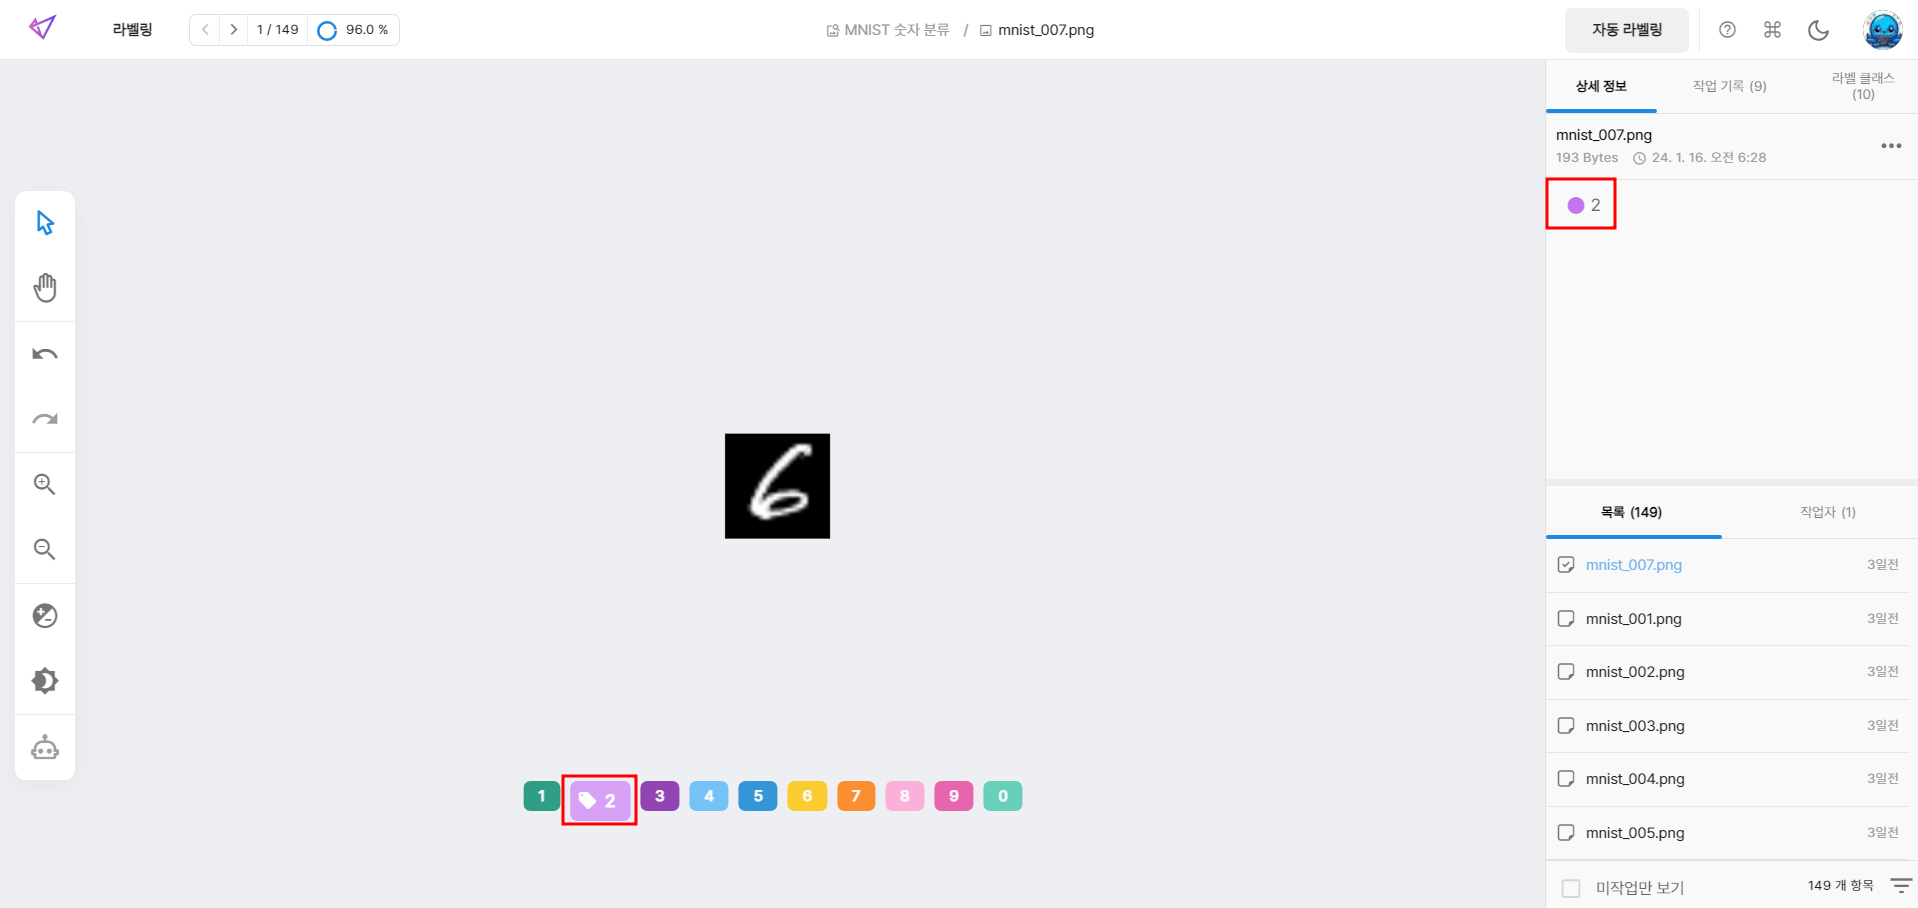 라벨링
1 / 149
96.0 %
MNIST 숫자 분류 / mnist_007.png
자동 라벨링
상세 정보
작업 기록 (9)
라벨 클래스
(10)
mnist_007.png
193 Bytes 24. 1. 16. 오전 6:28
2
6
1 2 3 4 5 6 7 8 9 0
목록 (149)
작업자 (1)
mnist_007.png 3일전
mnist_001.png 3일전
mnist_002.png 3일전
mnist_003.png 3일전
mnist_004.png 3일전
mnist_005.png 3일전
미작업만 보기
149 개 항목